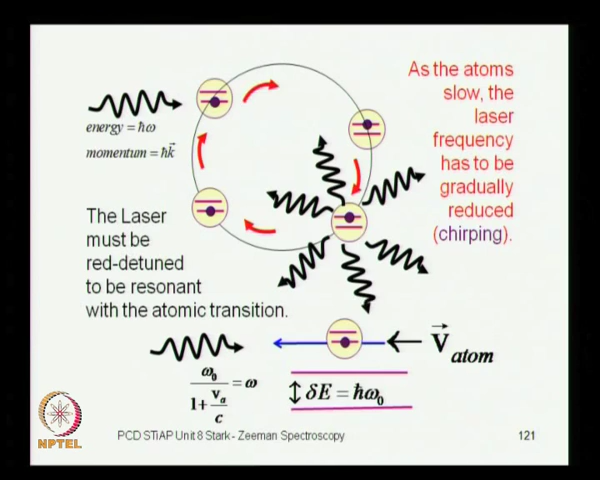 As the atoms
slow, the
laser
frequency
has to be
gradually
reduced
(chirping).
energy = ħω
momentum = ħk⃗
The Laser
must be
red-detuned
to be resonant
with the atomic transition.
V⃗ atom
ω₀ / (1 + vₐ/c) = ω
δE = ħω₀
NPTEL
PCD STiAP Unit 8 Stark - Zeeman Spectroscopy
121